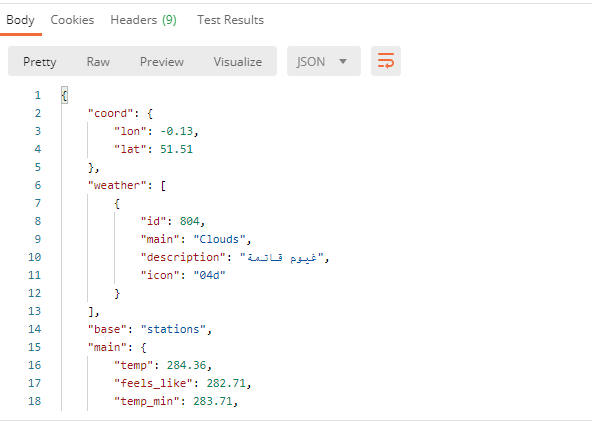 Body Cookies Headers (9) Test Results
Pretty Raw Preview Visualize JSON
1 {
2 "coord": {
3 "lon": -0.13,
4 "lat": 51.51
5 },
6 "weather": [
7 {
8 "id": 804,
9 "main": "Clouds",
10 "description": "غيوم قاتمة",
11 "icon": "04d"
12 }
13 ],
14 "base": "stations",
15 "main": {
16 "temp": 284.36,
17 "feels_like": 282.71,
18 "temp_min": 283.71,